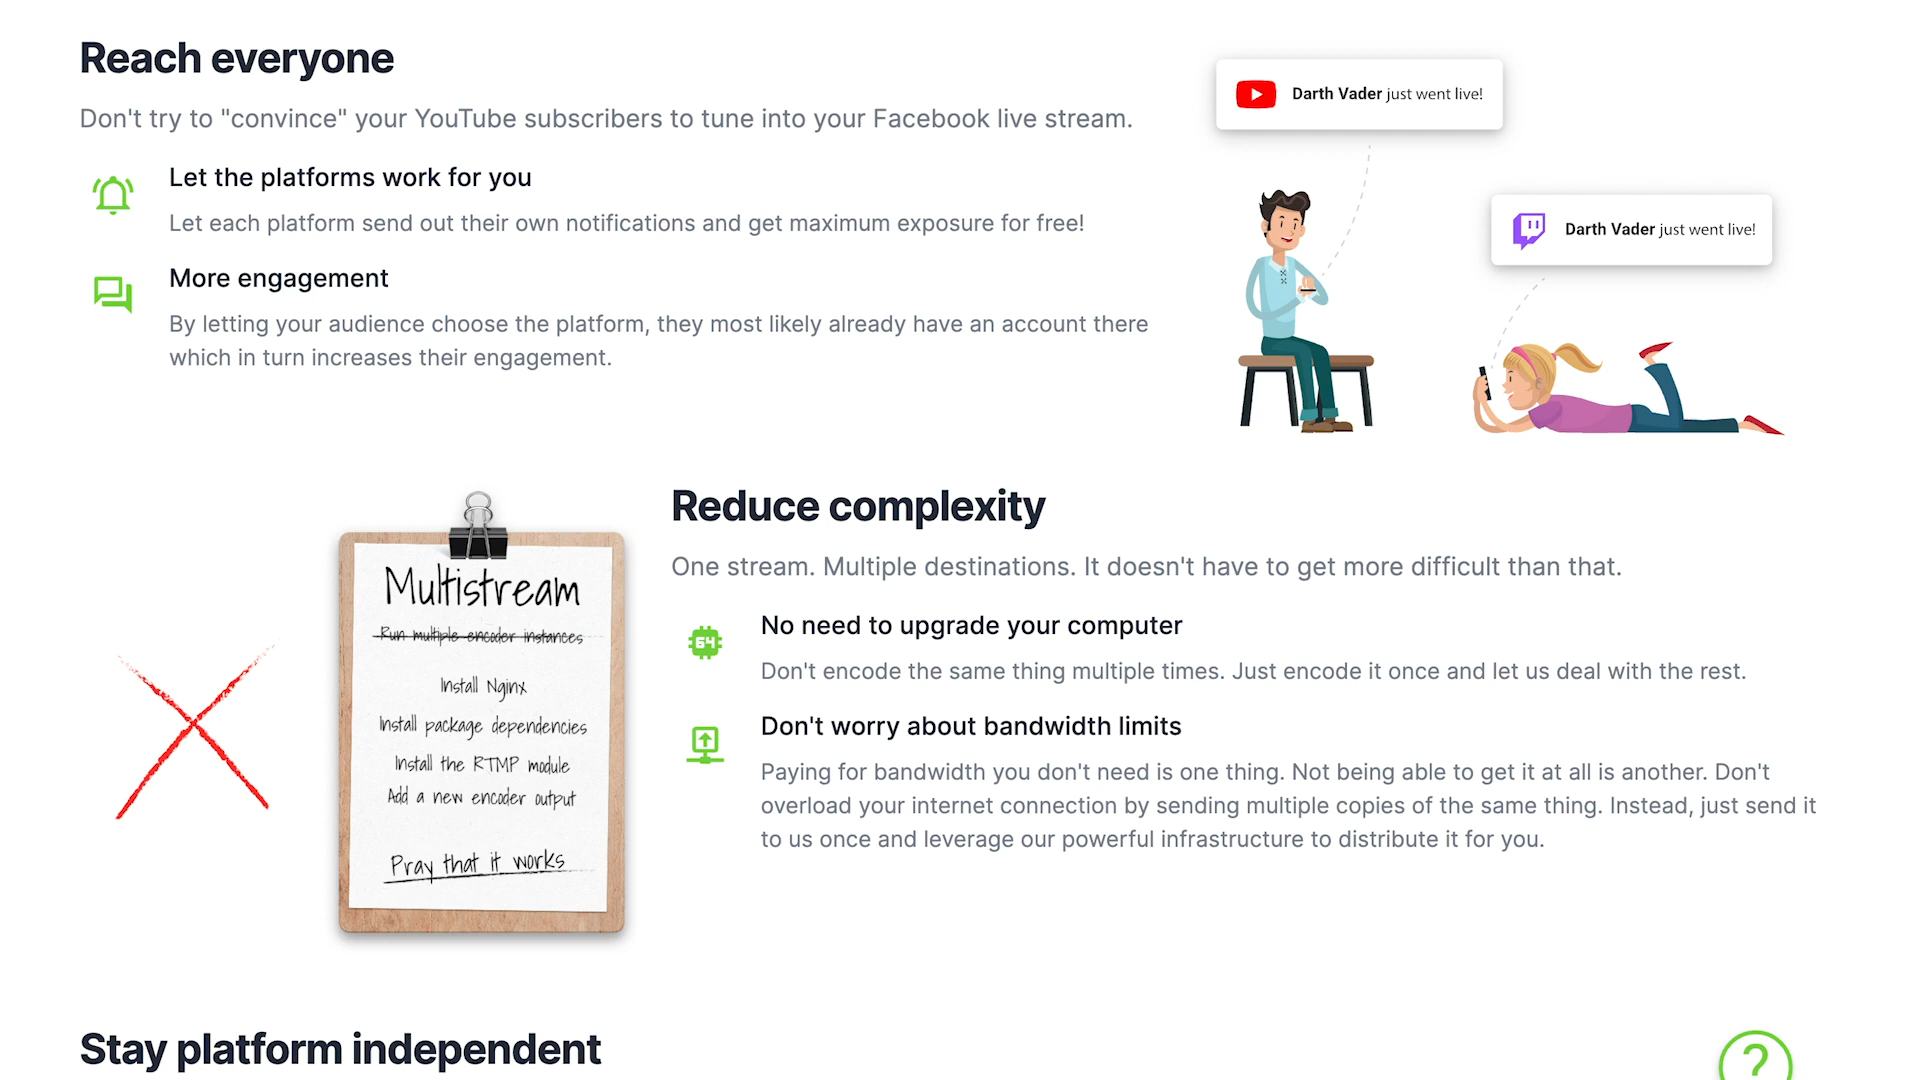 Reach everyone
Don't try to "convince" your YouTube subscribers to tune into your Facebook live stream.
Let the platforms work for you
Let each platform send out their own notifications and get maximum exposure for free!
More engagement
By letting your audience choose the platform, they most likely already have an account there
which in turn increases their engagement.
Darth Vader just went live!
Darth Vader just went live!
Multistream
Run multiple encoder instances
Install Nginx
Install package dependencies
Install the RTMP module
Add a new encoder output
Pray that it works
Reduce complexity
One stream. Multiple destinations. It doesn't have to get more difficult than that.
64
No need to upgrade your computer
Don't encode the same thing multiple times. Just encode it once and let us deal with the rest.
Don't worry about bandwidth limits
Paying for bandwidth you don't need is one thing. Not being able to get it at all is another. Don't
overload your internet connection by sending multiple copies of the same thing. Instead, just send it
to us once and leverage our powerful infrastructure to distribute it for you.
Stay platform independent
?